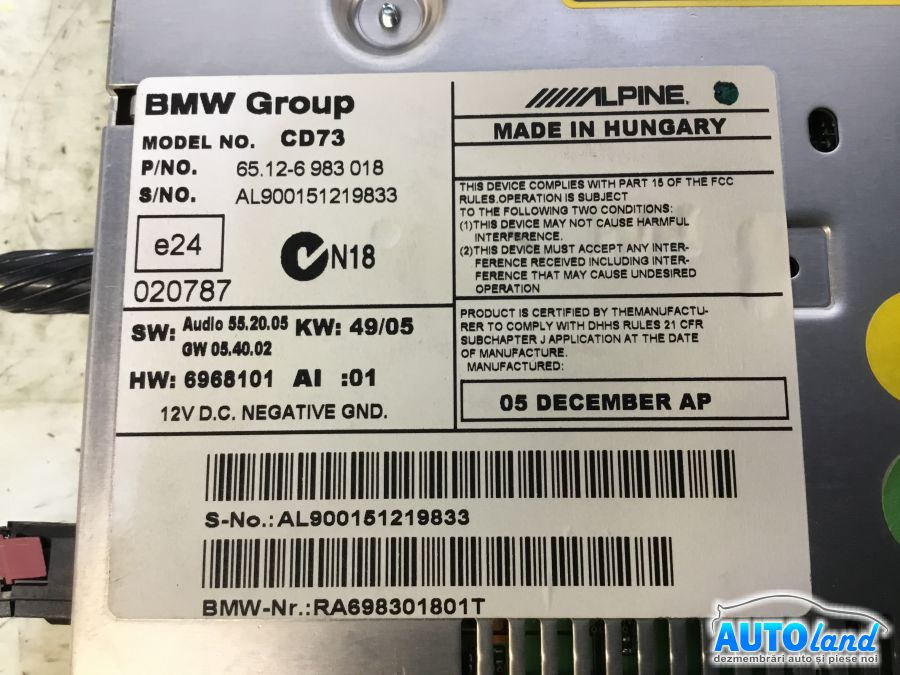 BMW Group
MODEL NO. CD73
P/NO. 65.12-6 983 018
S/NO. AL900151219833
e24
020787
N18
SW: Audio 55.20.05 KW: 49/05
GW 05.40.02
HW: 6968101 AI :01
12V D.C. NEGATIVE GND.
ALPINE.
MADE IN HUNGARY
THIS DEVICE COMPLIES WITH PART 15 OF THE FCC
RULES.OPERATION IS SUBJECT
TO THE FOLLOWING TWO CONDITIONS:
(1)THIS DEVICE MAY NOT CAUSE HARMFUL
INTERFERENCE.
(2)THIS DEVICE MUST ACCEPT ANY INTER-
FERENCE RECEIVED INCLUDING INTER-
FERENCE THAT MAY CAUSE UNDESIRED
OPERATION
PRODUCT IS CERTIFIED BY THEMANUFACTU-
RER TO COMPLY WITH DHHS RULES 21 CFR
SUBCHAPTER J APPLICATION AT THE DATE
OF MANUFACTURE.
MANUFACTURED:
05 DECEMBER AP
S-No.:AL900151219833
BMW-Nr.:RA698301801T
AUTOland
dezmembrări auto și piese noi